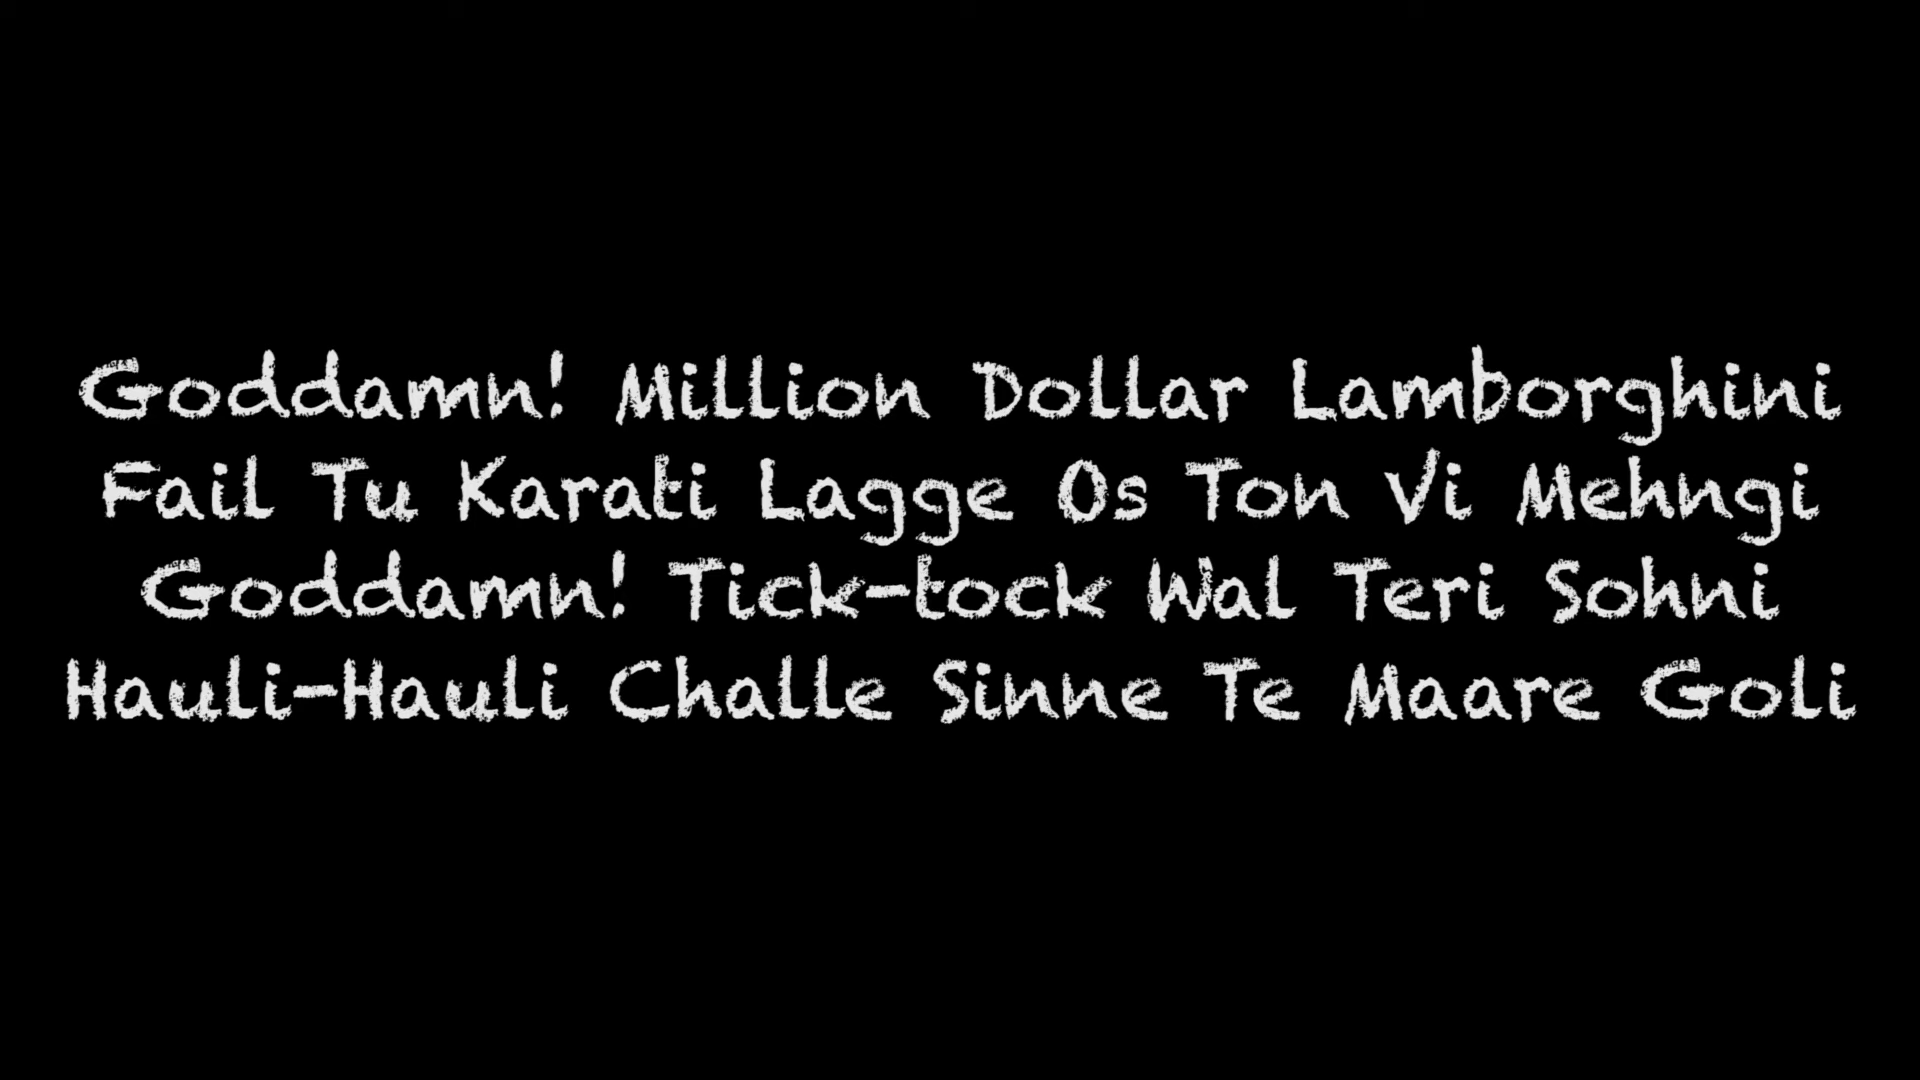 Goddamn! Million Dollar Lamborghini
Fail Tu Karati Lagge Os Ton Vi Mehngi
Goddamn! Tick-tock Wal Teri Sohni
Hauli-Hauli Challe Sinne Te Maare Goli